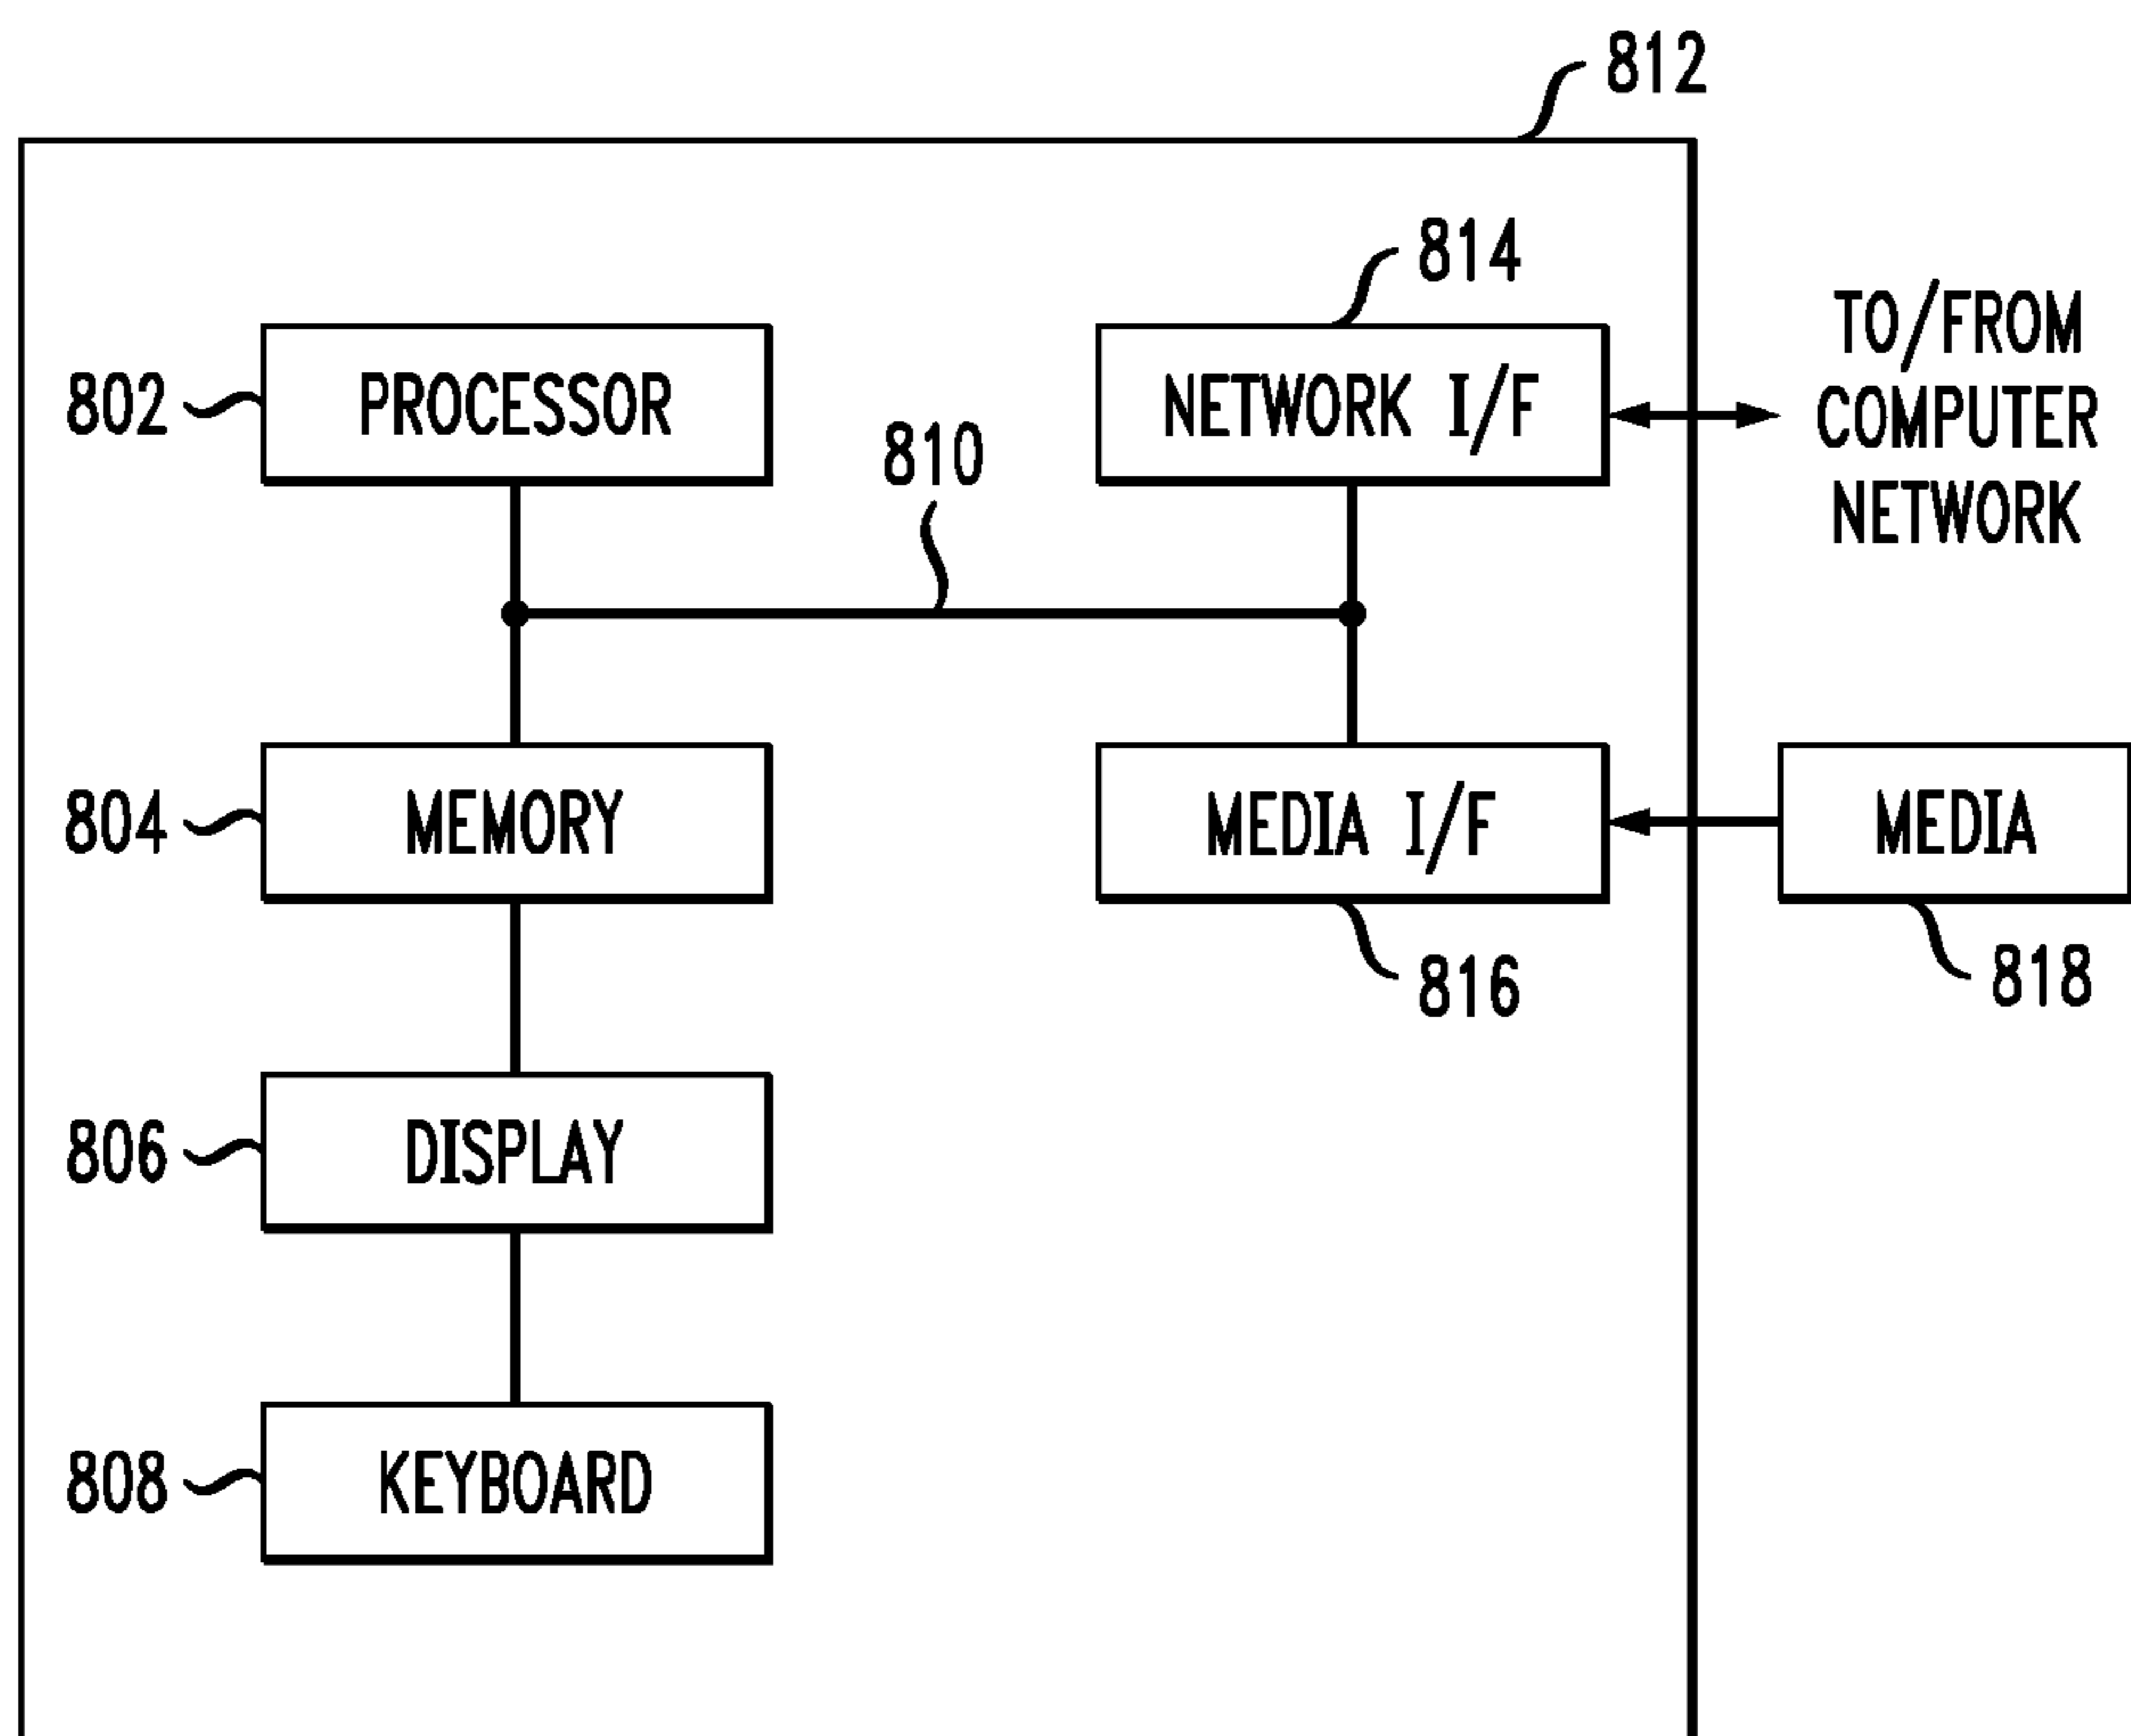 812
814
TO/FROM
COMPUTER
NETWORK
802
PROCESSOR
NETWORK I/F
810
804
MEMORY
MEDIA I/F
MEDIA
816
818
806
DISPLAY
808
KEYBOARD